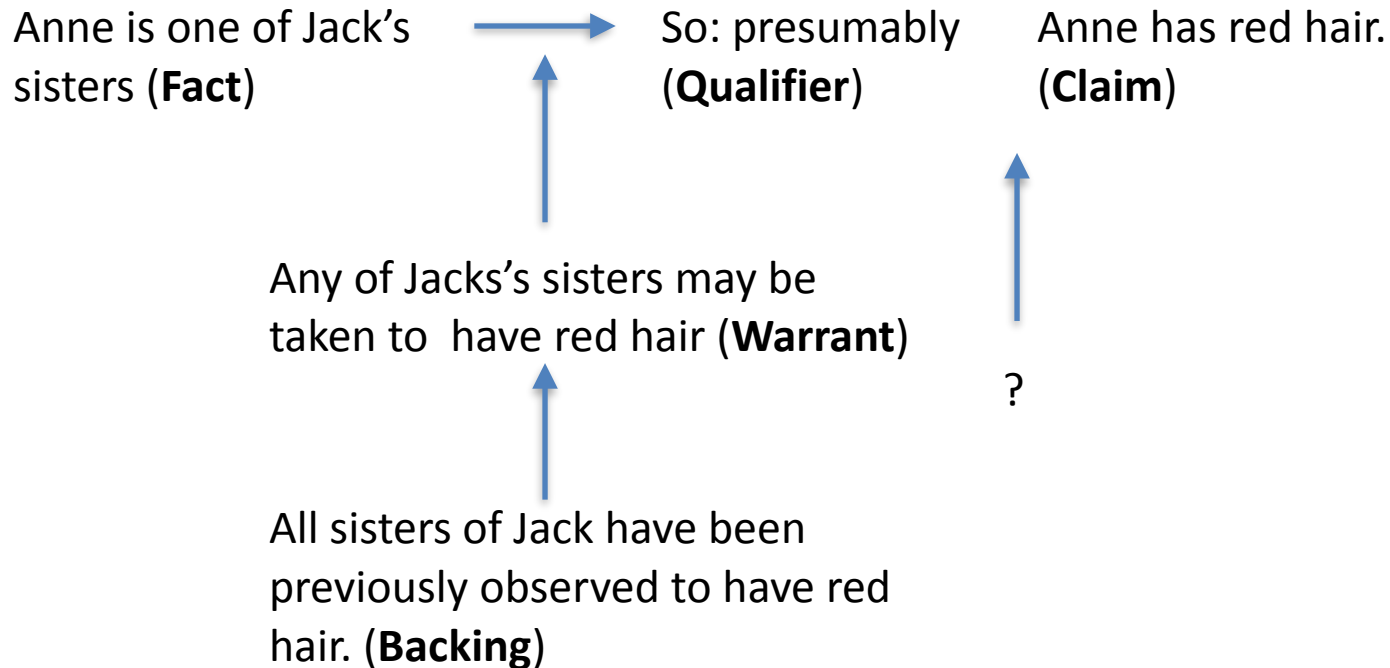 Anne is one of Jack’s
sisters (Fact)
So: presumably
(Qualifier)
Anne has red hair.
(Claim)
Any of Jacks’s sisters may be
taken to  have red hair (Warrant)
?
All sisters of Jack have been
previously observed to have red
hair. (Backing)